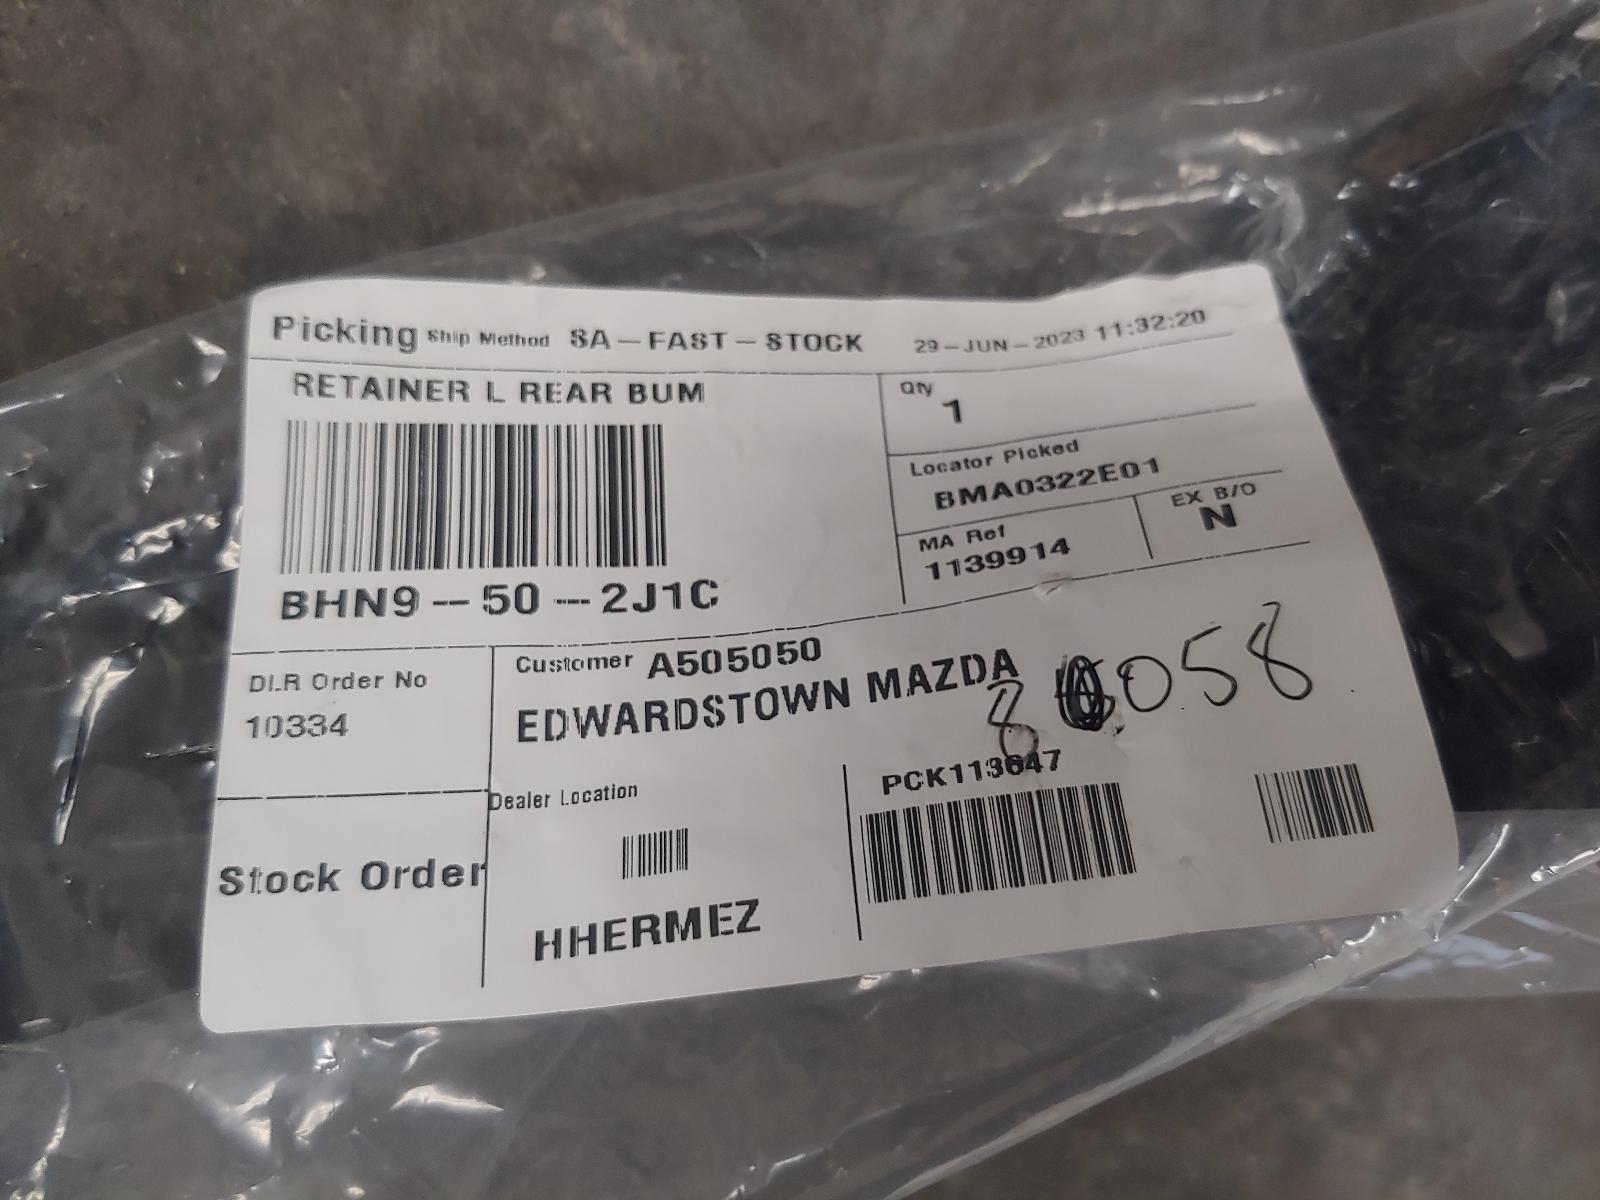 Picking Ship Method SA-FAST-STOCK 29-JUN-2023 11:32:20
RETAINER L REAR BUM
Qty
1
Locator Picked
BMA0322E01
BHN9-50-2J1C
MA Ref
1139914
EX B/O
N
DLR Order No
10334
Customer A505050
EDWARDSTOWN MAZDA
8 058
Dealer Location
PCK113647
Stock Order
HHERMEZ